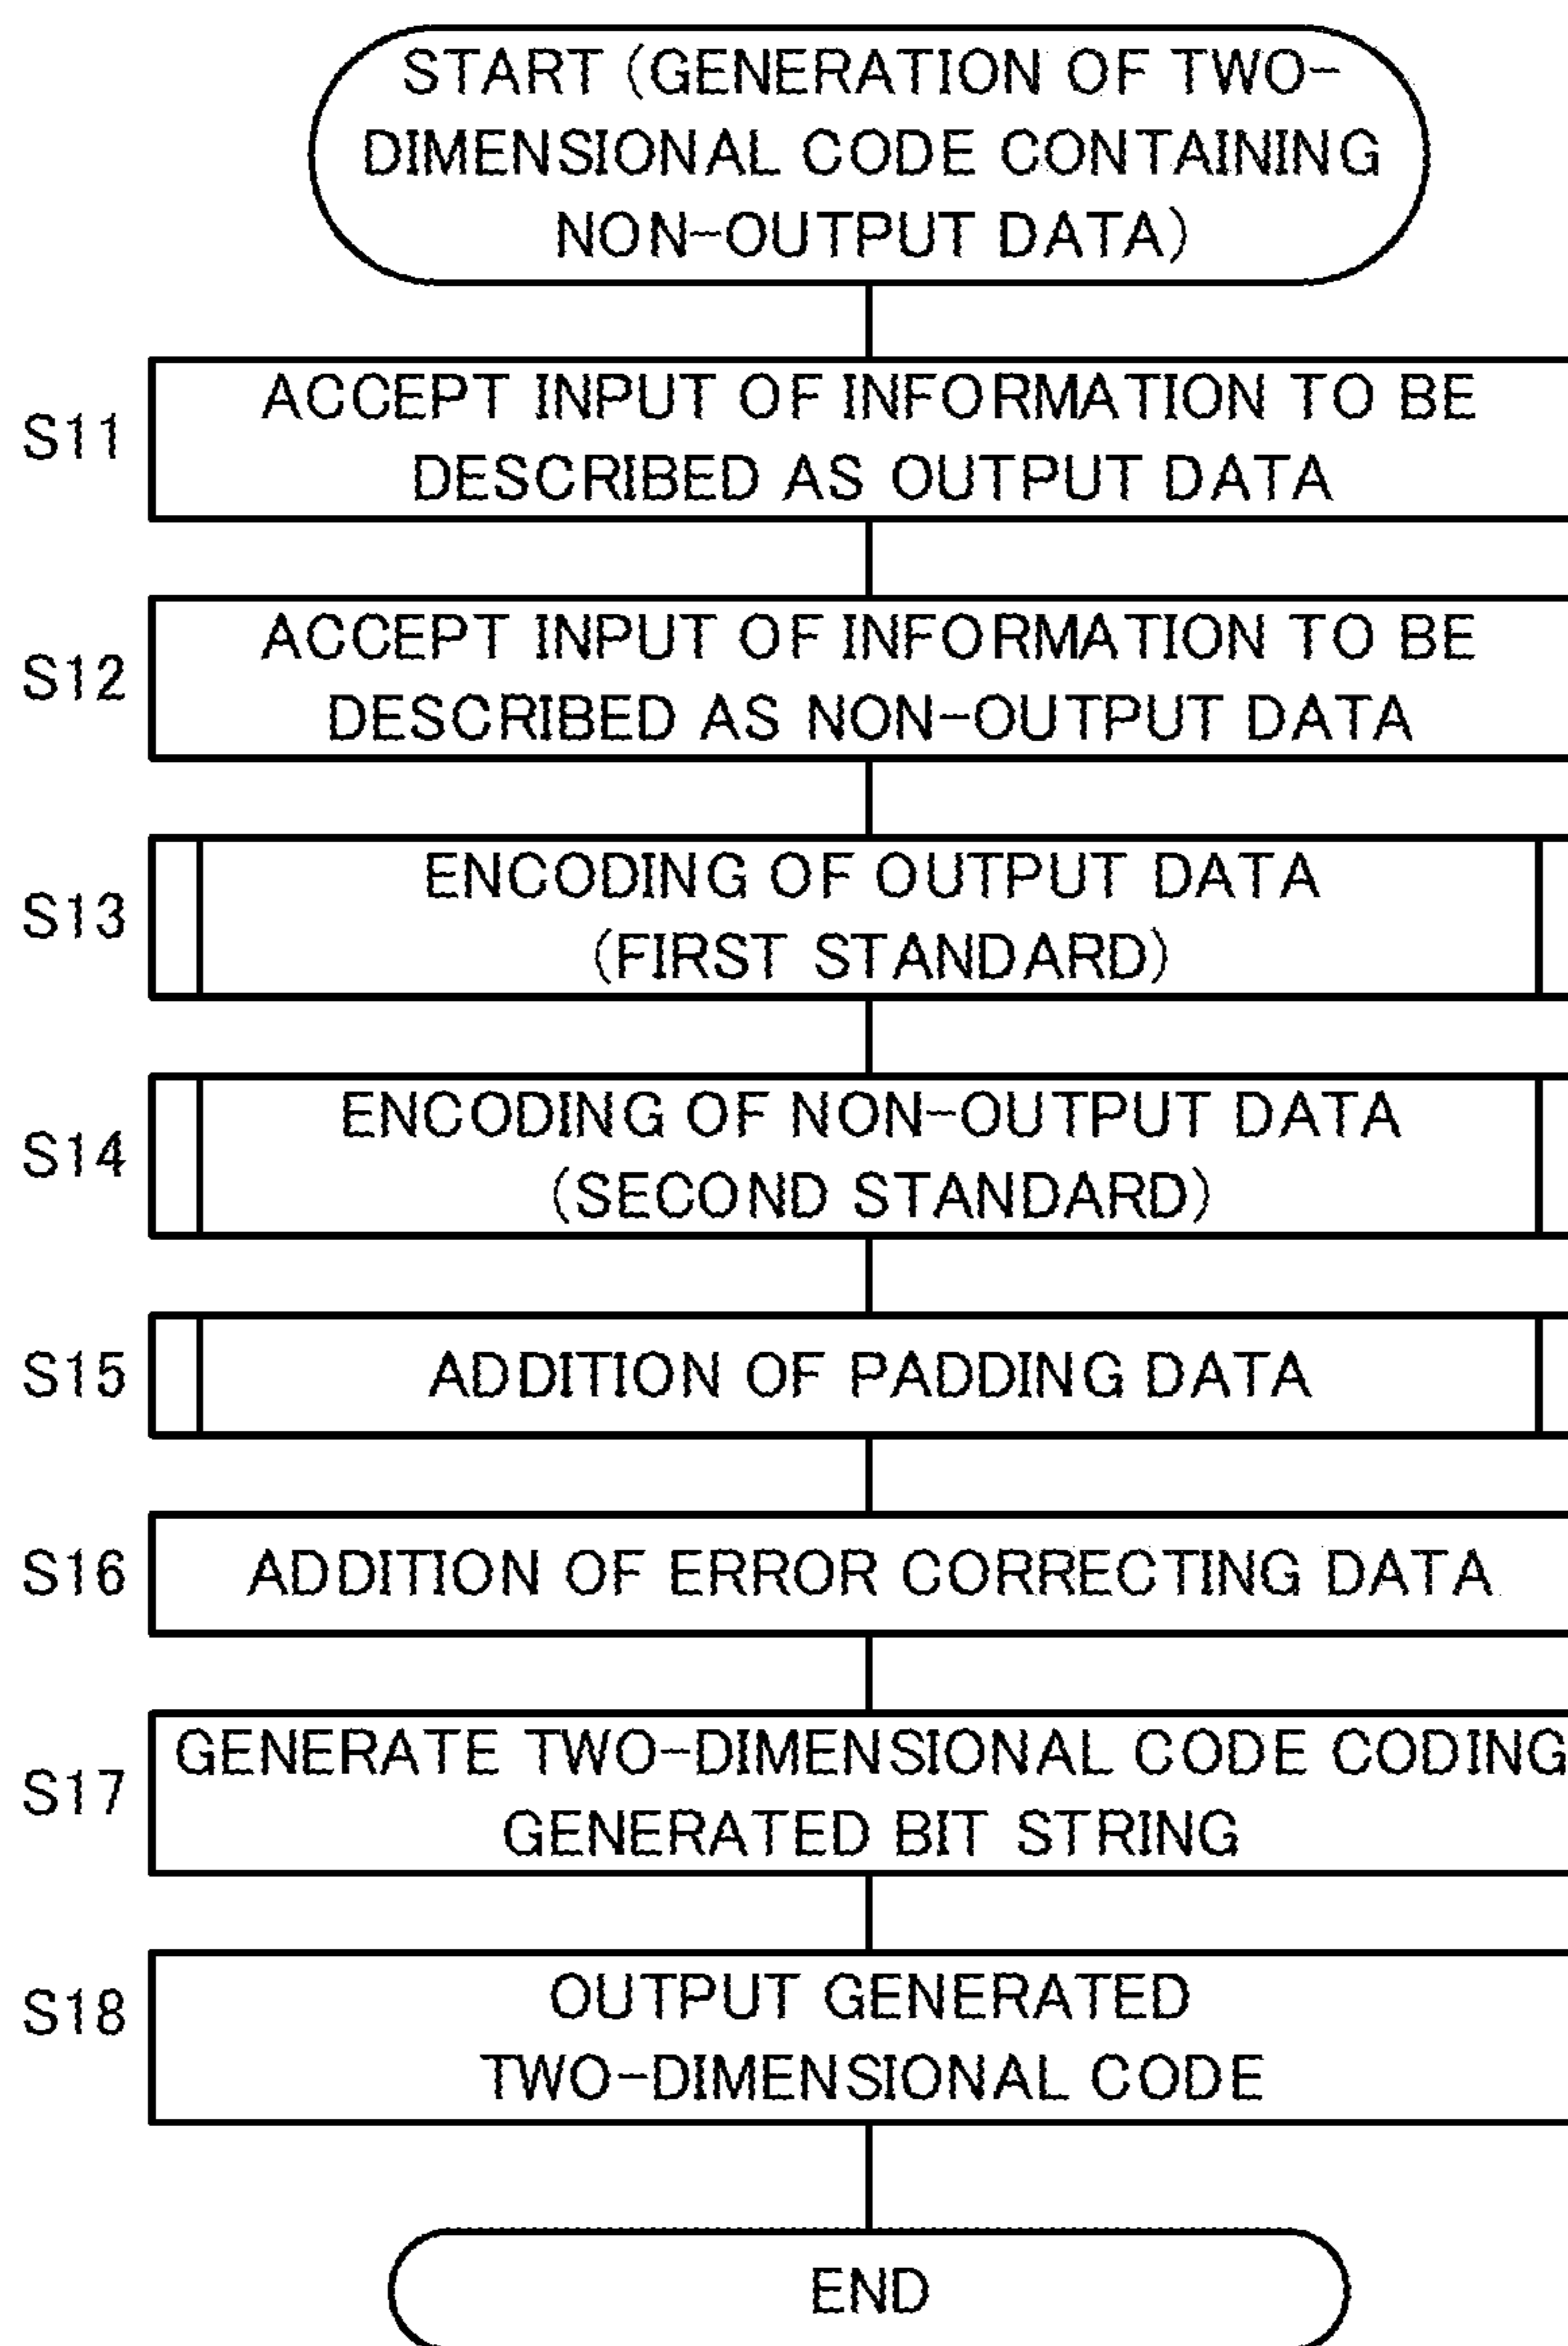 START (GENERATION OF TWO-
DIMENSIONAL CODE CONTAINING
NON-OUTPUT DATA)
S11
ACCEPT INPUT OF INFORMATION TO BE
DESCRIBED AS OUTPUT DATA
S12
ACCEPT INPUT OF INFORMATION TO BE
DESCRIBED AS NON-OUTPUT DATA
S13
ENCODING OF OUTPUT DATA
(FIRST STANDARD)
S14
ENCODING OF NON-OUTPUT DATA
(SECOND STANDARD)
S15
ADDITION OF PADDING DATA
S16
ADDITION OF ERROR CORRECTING DATA
S17
GENERATE TWO-DIMENSIONAL CODE CODING
GENERATED BIT STRING
S18
OUTPUT GENERATED
TWO-DIMENSIONAL CODE
END